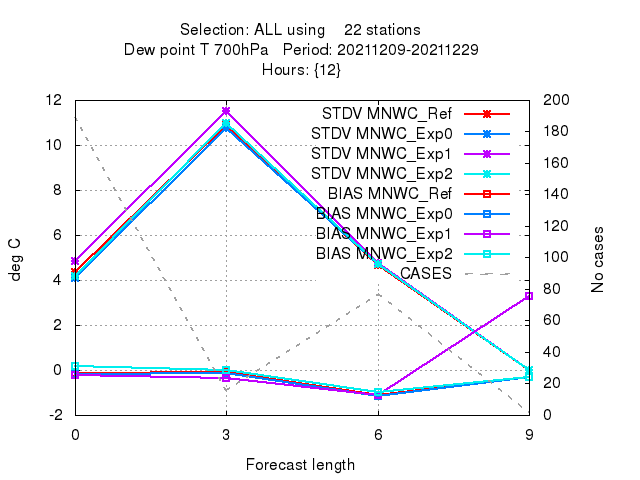 Selection: ALL using 22 stations
Dew point T 700hPa Period: 20211209-20211229
Hours: {12}
deg C
No cases
12
10
8
6
4
2
0
-2
200
180
160
140
120
100
80
60
40
20
0
STDV MNWC_Ref
STDV MNWC_Exp0
STDV MNWC_Exp1
STDV MNWC_Exp2
BIAS MNWC_Ref
BIAS MNWC_Exp0
BIAS MNWC_Exp1
BIAS MNWC_Exp2
CASES
0 3 6 9
Forecast length